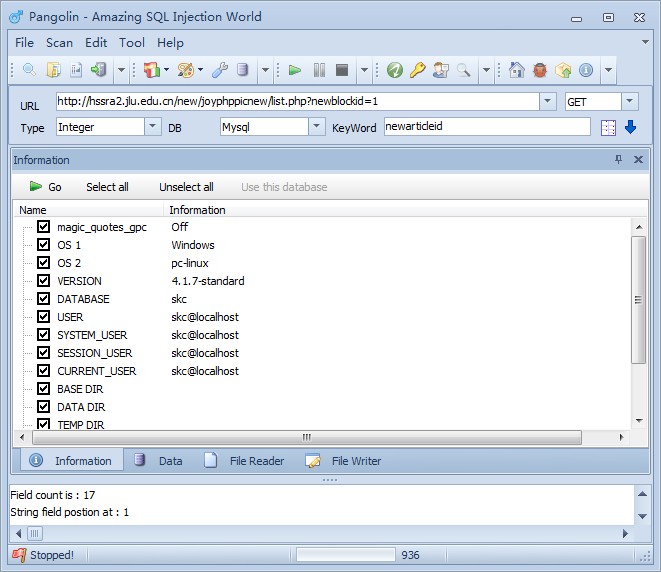 Pangolin - Amazing SQL Injection World
File Scan Edit Tool Help
URL http://hssra2.jlu.edu.cn/new/joyphppicnew/list.php?newblockid=1 GET
Type Integer DB Mysql KeyWord newarticleid
Information
Go Select all Unselect all Use this database
Name Information
magic_quotes_gpc Off
OS 1 Windows
OS 2 pc-linux
VERSION 4.1.7-standard
DATABASE skc
USER skc@localhost
SYSTEM_USER skc@localhost
SESSION_USER skc@localhost
CURRENT_USER skc@localhost
BASE DIR
DATA DIR
TEMP DIR
Information Data File Reader File Writer
Field count is : 17
String field postion at : 1
Stopped! 936